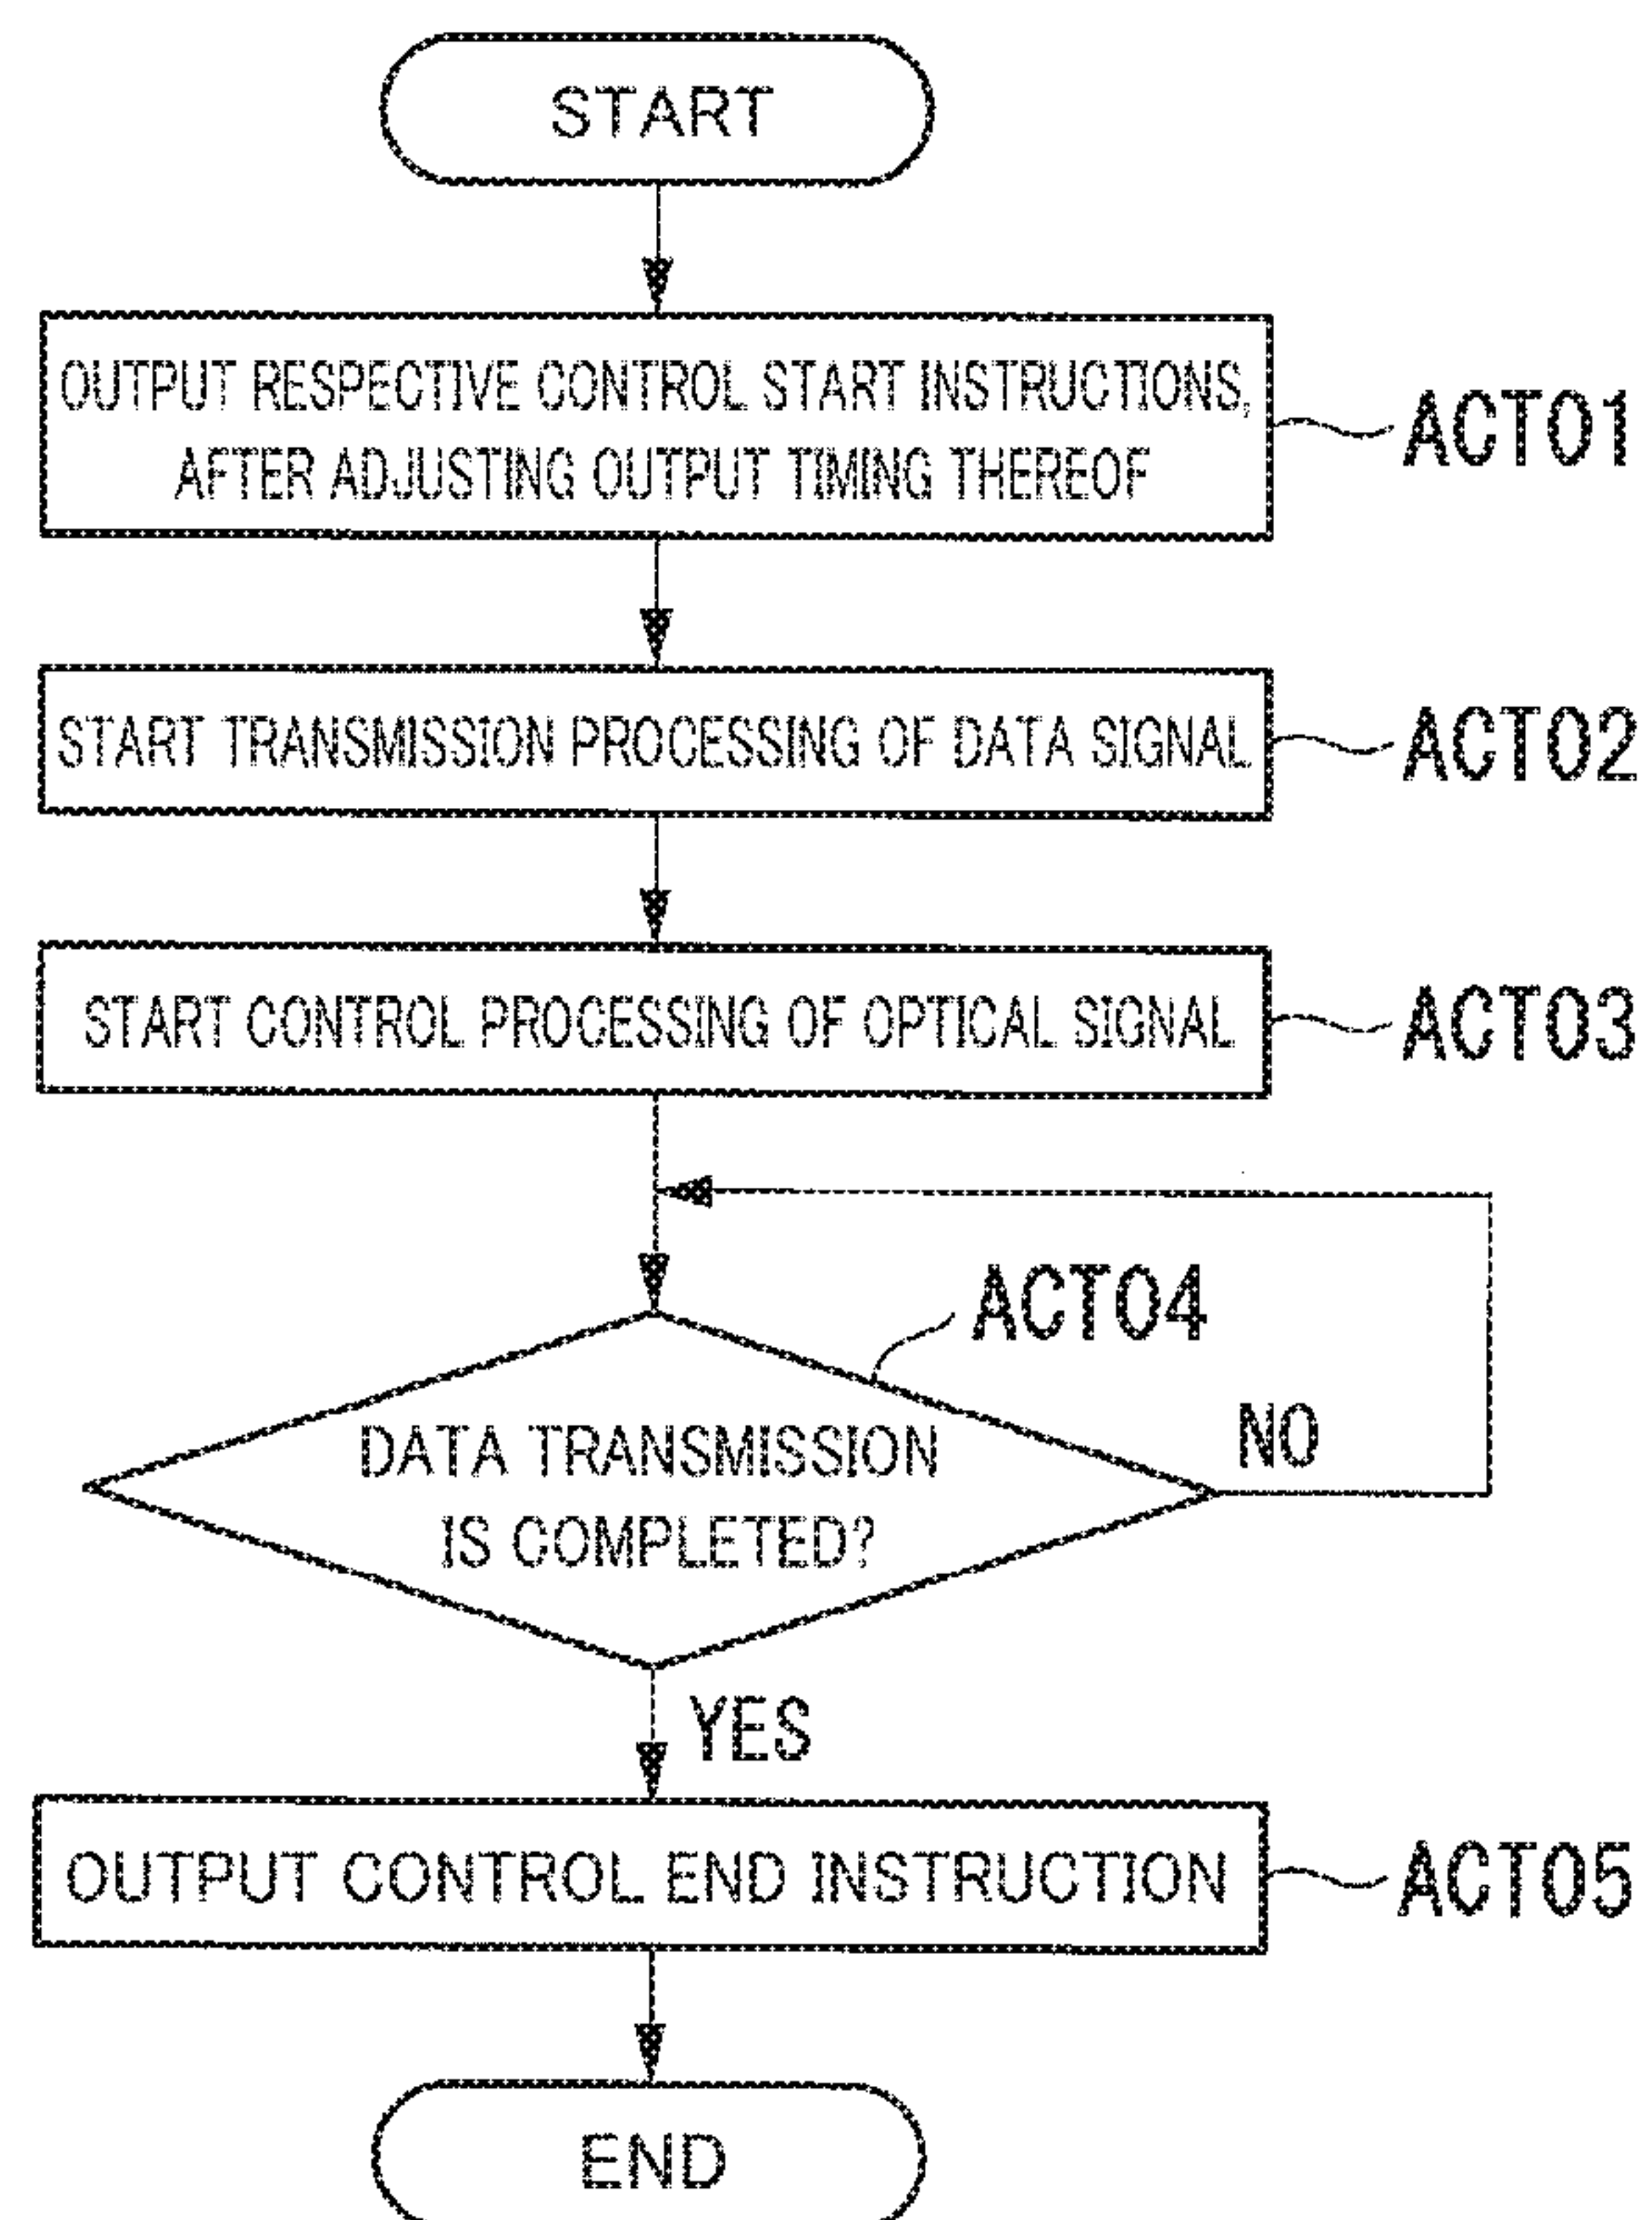 START
OUTPUT RESPECTIVE CONTROL START INSTRUCTIONS,
AFTER ADJUSTING OUTPUT TIMING THEREOF
ACT01
START TRANSMISSION PROCESSING OF DATA SIGNAL
ACT02
START CONTROL PROCESSING OF OPTICAL SIGNAL
ACT03
ACT04
DATA TRANSMISSION
IS COMPLETED?
NO
YES
OUTPUT CONTROL END INSTRUCTION
ACT05
END